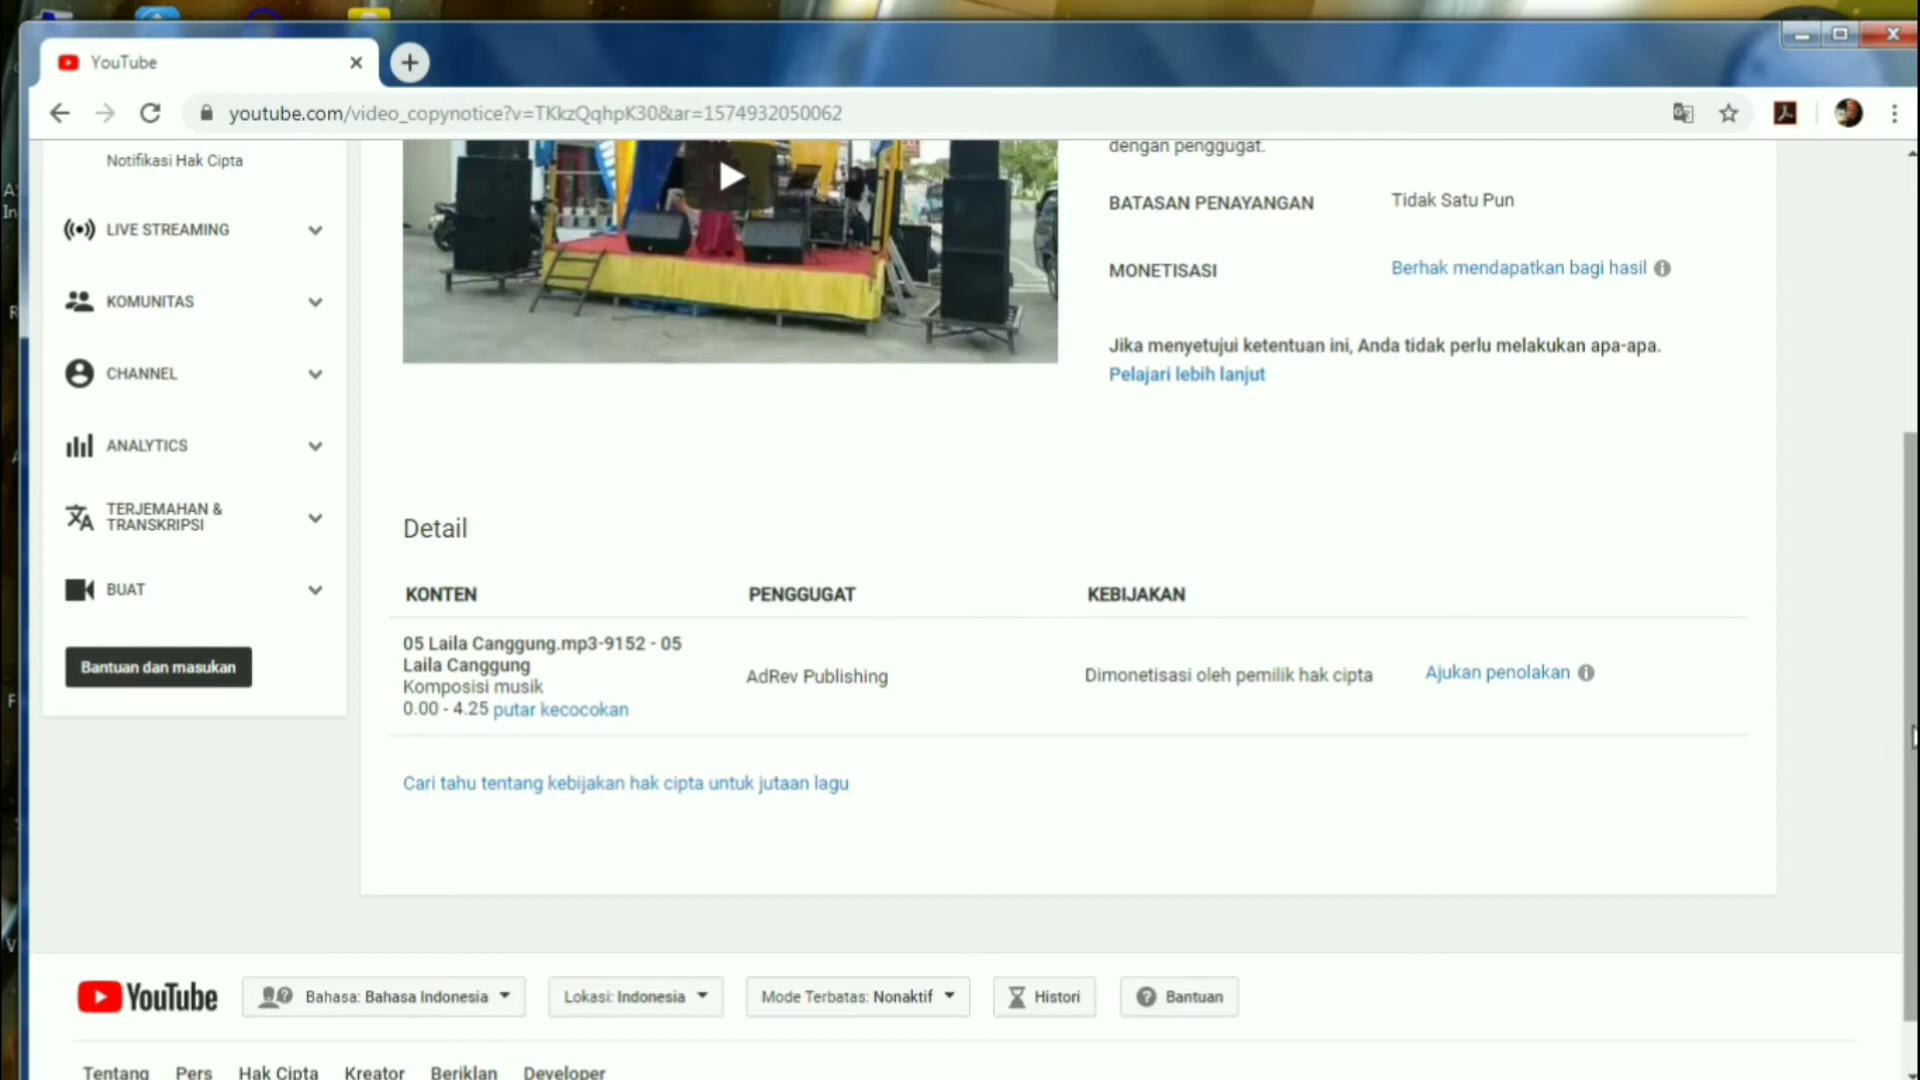 YouTube
youtube.com/video_copynotice?v=TKkzQqhpK30&ar=1574932050062
Notifikasi Hak Cipta
LIVE STREAMING
KOMUNITAS
CHANNEL
ANALYTICS
TERJEMAHAN &
TRANSKRIPSI
BUAT
Bantuan dan masukan
dengan penggugat.
BATASAN PENAYANGAN
Tidak Satu Pun
MONETISASI
Berhak mendapatkan bagi hasil
Jika menyetujui ketentuan ini, Anda tidak perlu melakukan apa-apa.
Pelajari lebih lanjut
Detail
KONTEN
PENGGUGAT
KEBIJAKAN
05 Laila Canggung.mp3-9152 - 05
Laila Canggung
Komposisi musik
0.00 - 4.25 putar kecocokan
AdRev Publishing
Dimonetisasi oleh pemilik hak cipta
Ajukan penolakan
Cari tahu tentang kebijakan hak cipta untuk jutaan lagu
YouTube
Bahasa: Bahasa Indonesia
Lokasi: Indonesia
Mode Terbatas: Nonaktif
Histori
Bantuan
Tentang Pers Hak Cipta Kreator Beriklan Developer